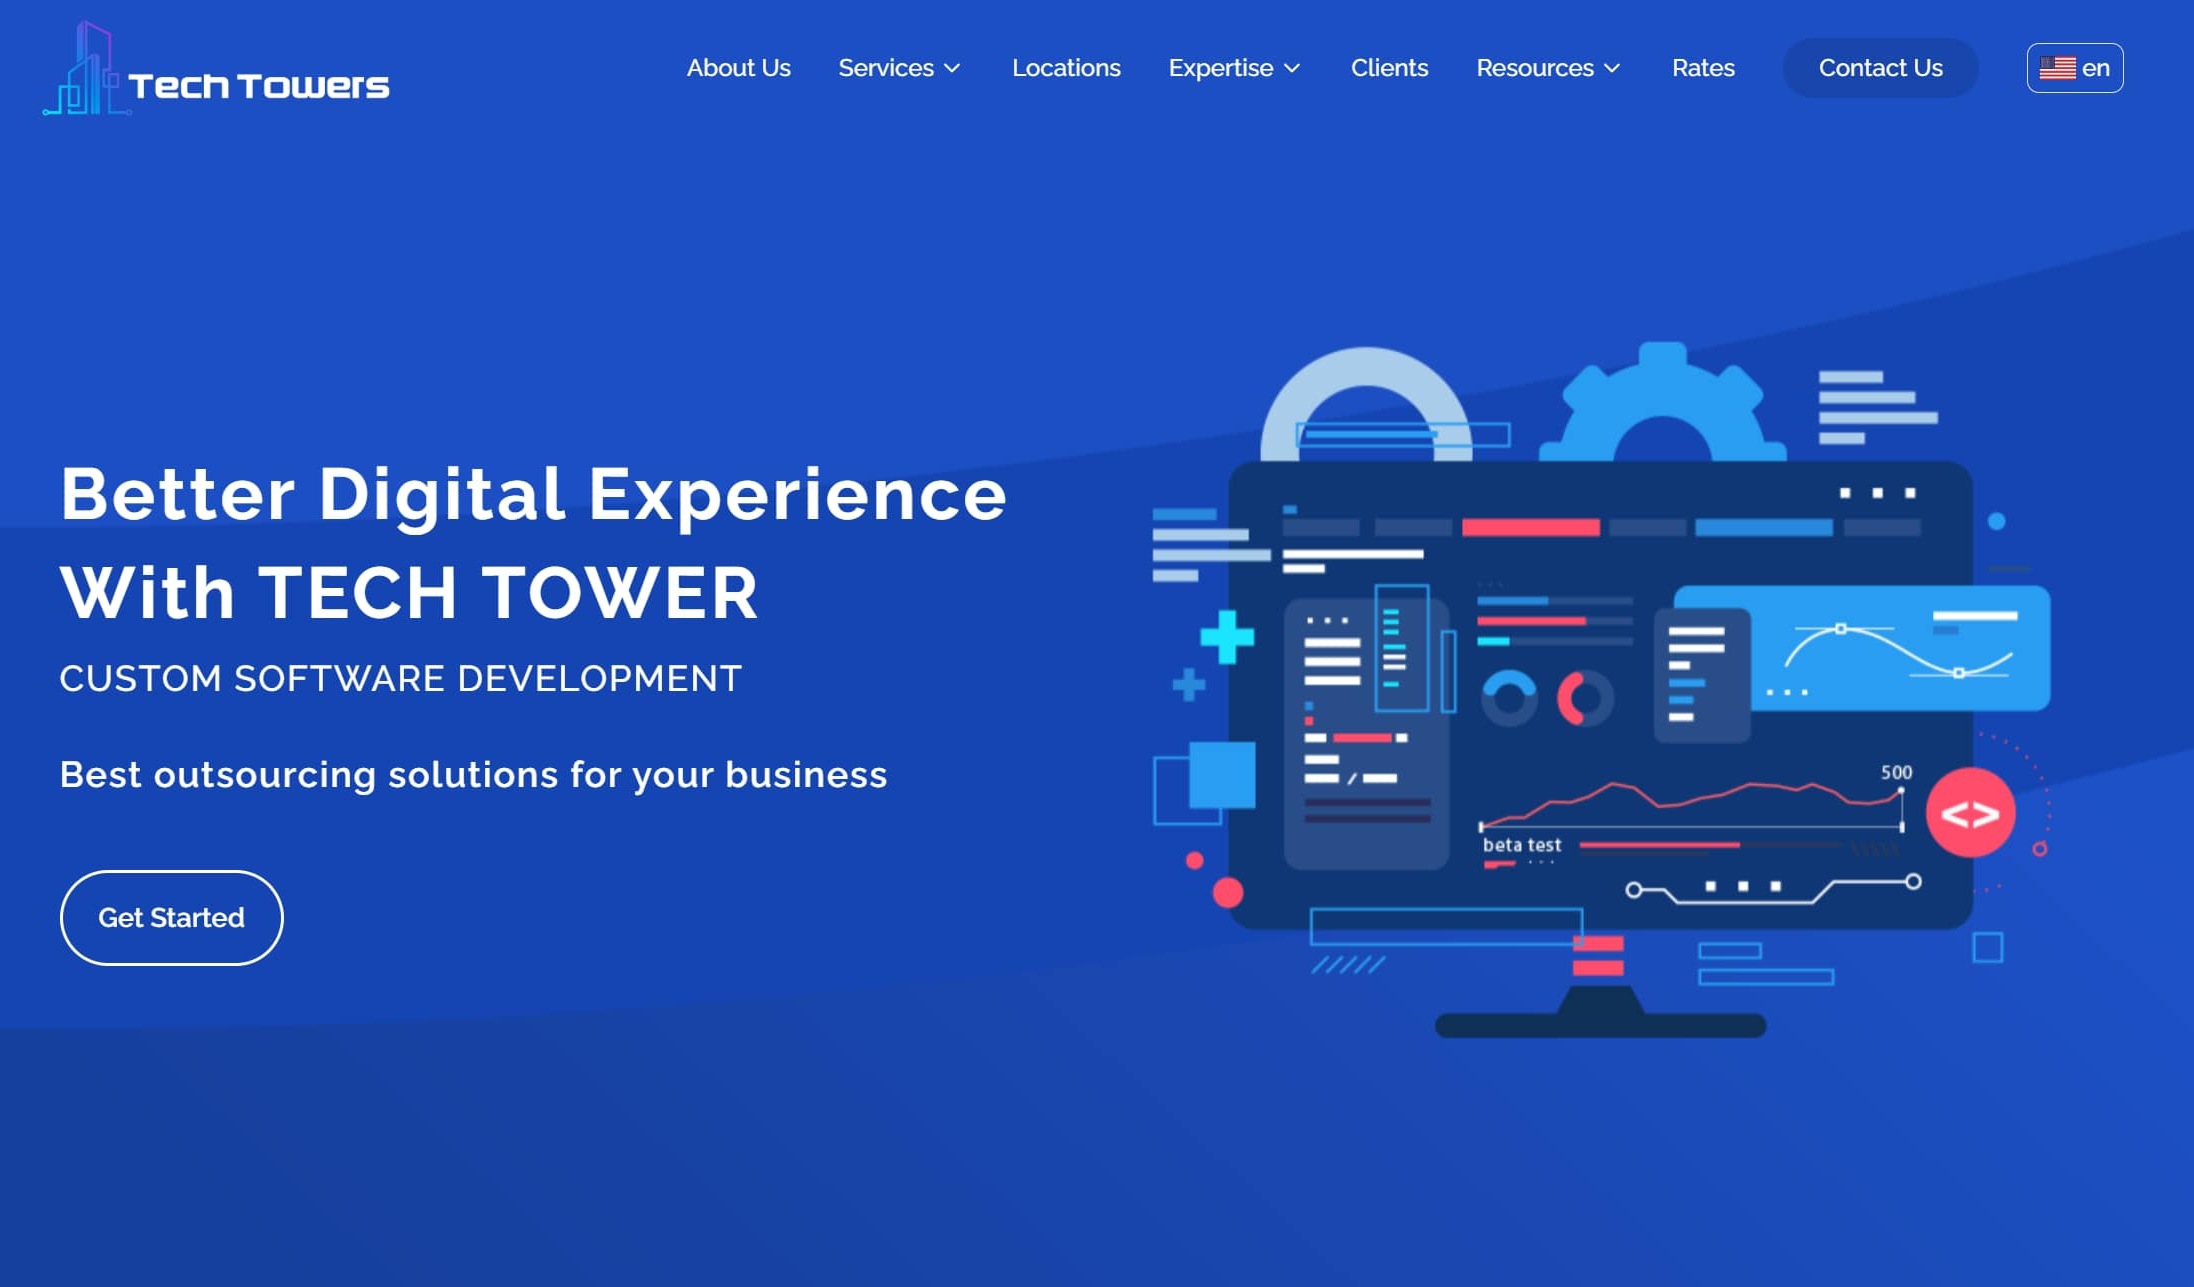 Tech Towers
About Us Services Locations Expertise Clients Resources Rates Contact Us en
Better Digital Experience
With TECH TOWER
CUSTOM SOFTWARE DEVELOPMENT
Best outsourcing solutions for your business
Get Started
500
<>
beta test